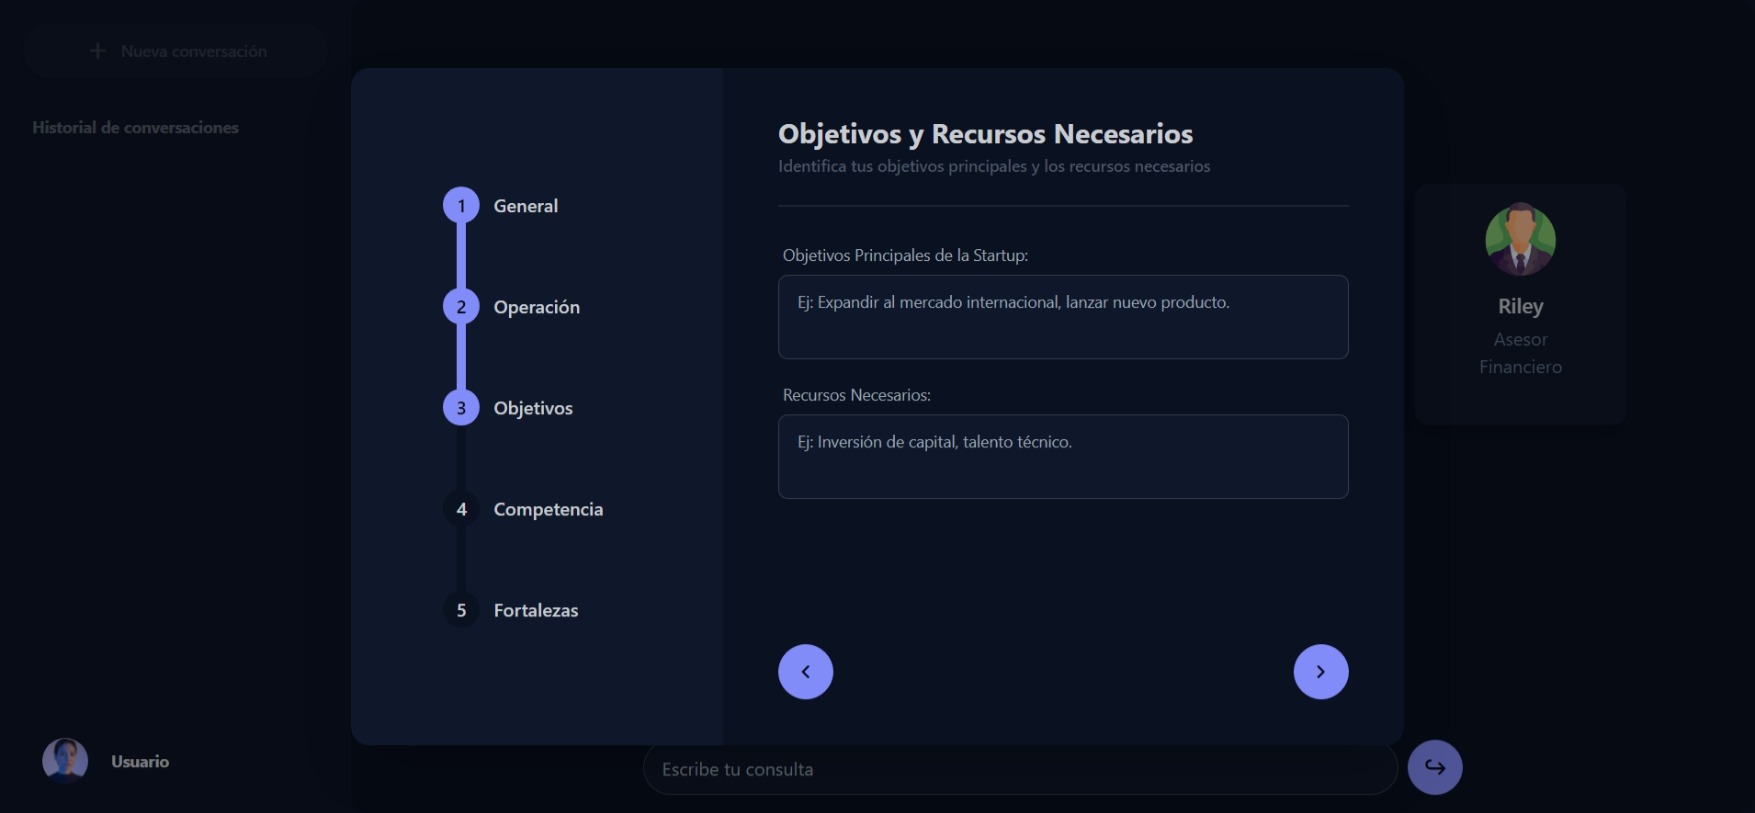 Nueva conversación
Historial de conversaciones
1 General
2 Operación
3 Objetivos
4 Competencia
5 Fortalezas
Objetivos y Recursos Necesarios
Identifica tus objetivos principales y los recursos necesarios
Objetivos Principales de la Startup:
Ej: Expandir al mercado internacional, lanzar nuevo producto.
Recursos Necesarios:
Ej: Inversión de capital, talento técnico.
Riley
Asesor
Financiero
Usuario
Escribe tu consulta